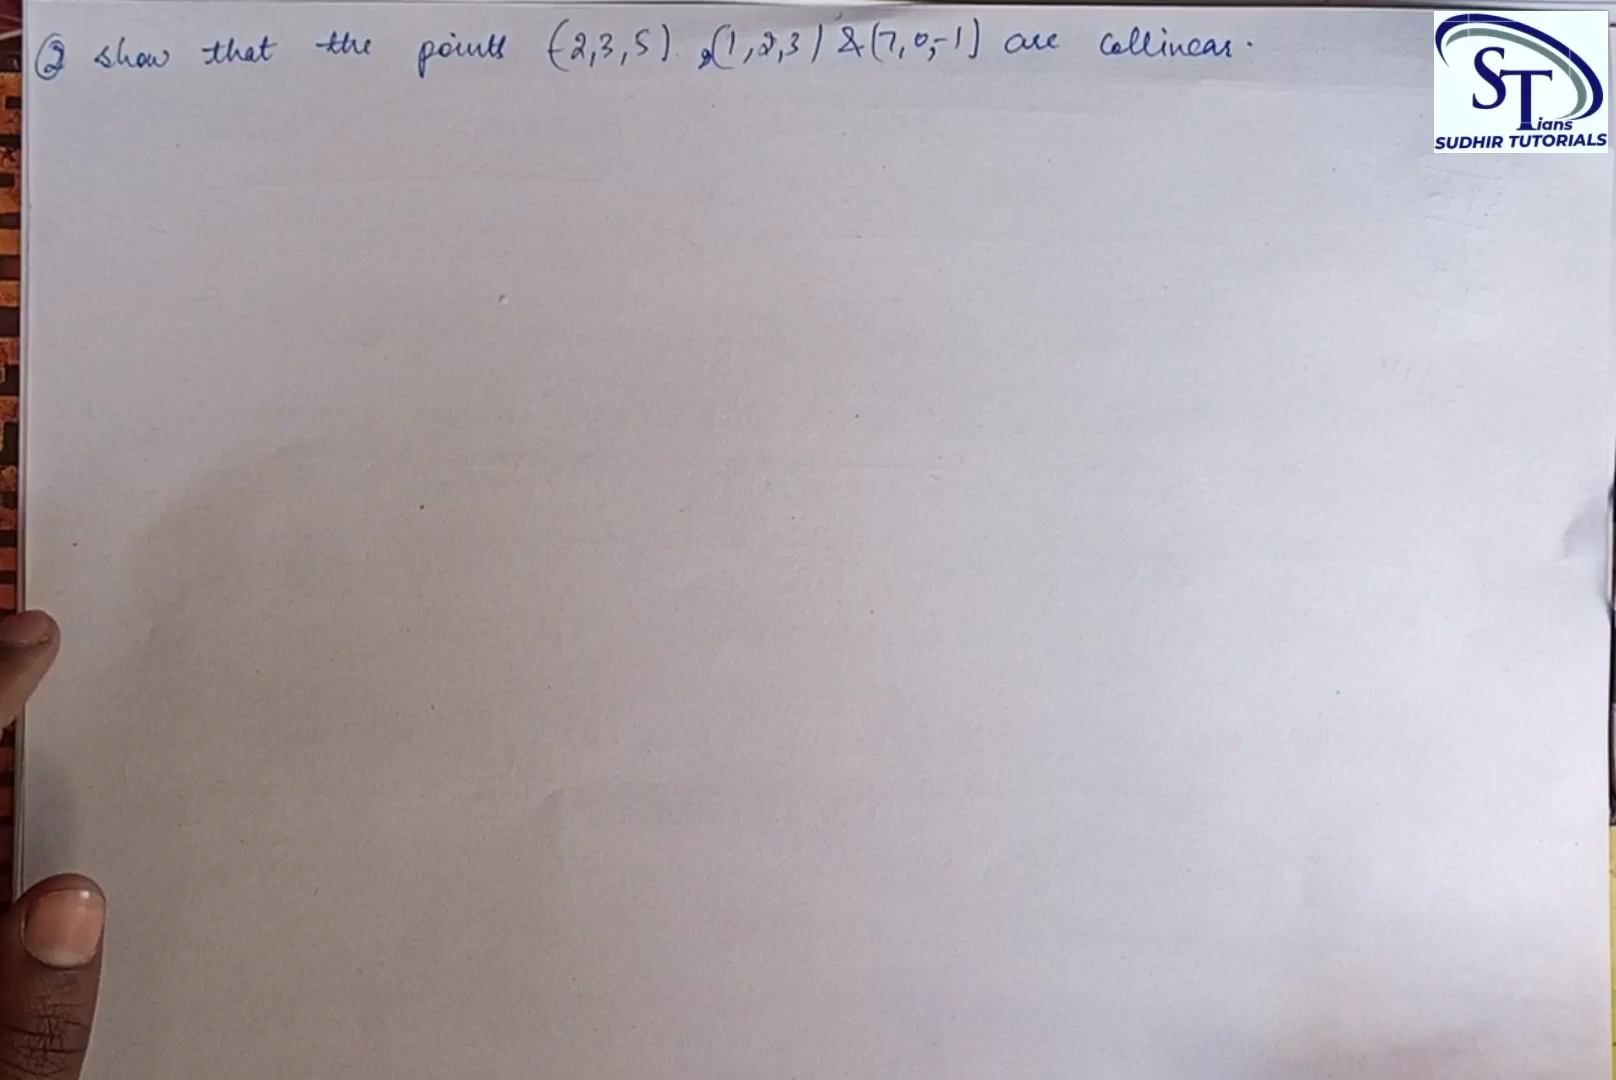 Q show that the points (-2,3,5), (1,2,3) & (7,0,-1) are collinear.
ST
ians
SUDHIR TUTORIALS